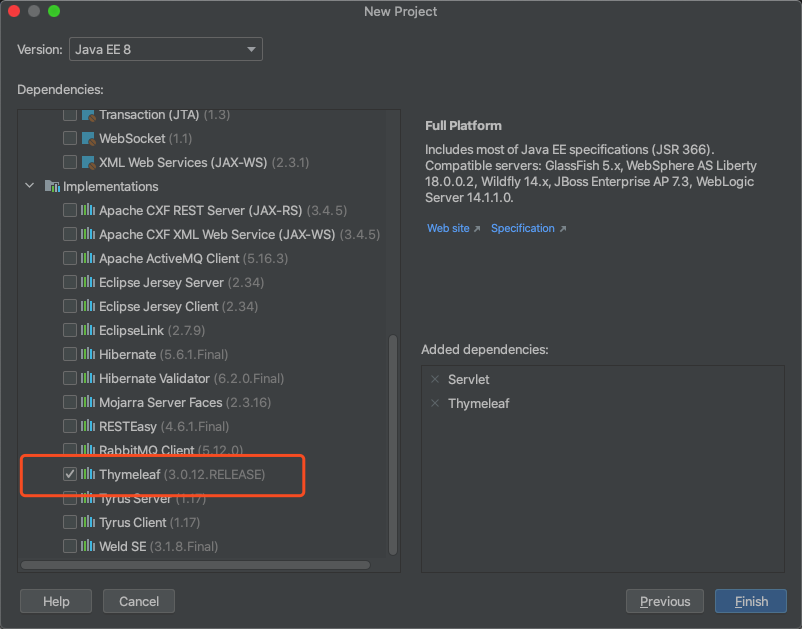 New Project
Version: Java EE 8
Dependencies:
Transaction (JTA) (1.3)
WebSocket (1.1)
XML Web Services (JAX-WS) (2.3.1)
Implementations
Apache CXF REST Server (JAX-RS) (3.4.5)
Apache CXF XML Web Service (JAX-WS) (3.4.5)
Apache ActiveMQ Client (5.16.3)
Eclipse Jersey Server (2.34)
Eclipse Jersey Client (2.34)
EclipseLink (2.7.9)
Hibernate (5.6.1.Final)
Hibernate Validator (6.2.0.Final)
Mojarra Server Faces (2.3.16)
RESTEasy (4.6.1.Final)
RabbitMQ Client (5.12.0)
Thymeleaf (3.0.12.RELEASE)
Tyrus Server (1.17)
Tyrus Client (1.17)
Weld SE (3.1.8.Final)
Full Platform
Includes most of Java EE specifications (JSR 366).
Compatible servers: GlassFish 5.x, WebSphere AS Liberty
18.0.0.2, Wildfly 14.x, JBoss Enterprise AP 7.3, WebLogic
Server 14.1.1.0.
Web site Specification
Added dependencies:
Servlet
Thymeleaf
Help Cancel Previous Finish